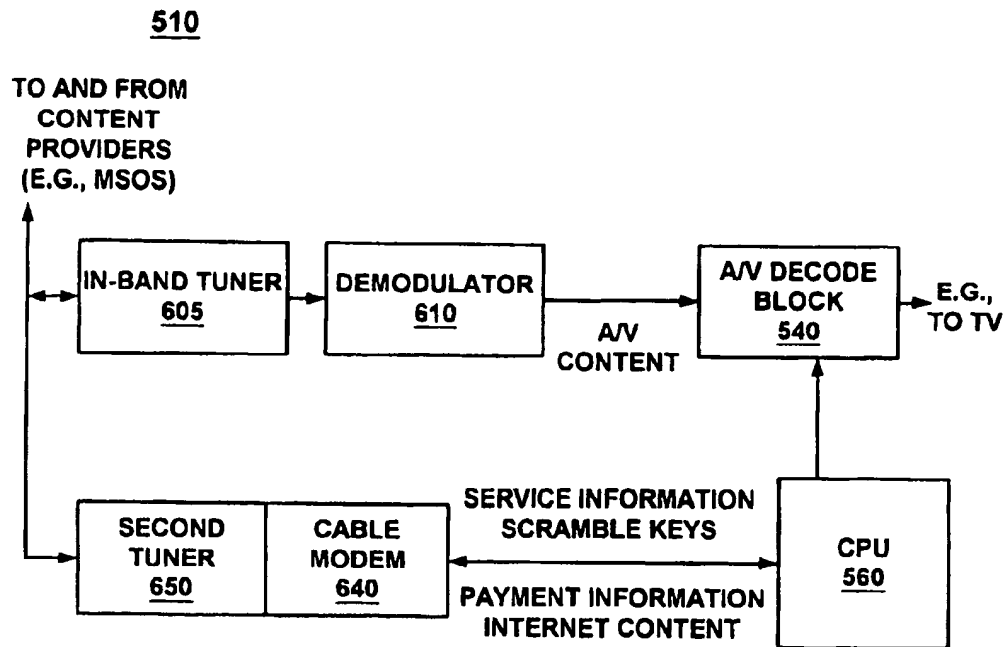 510
TO AND FROM
CONTENT
PROVIDERS
(E.G., MSOS)
IN-BAND TUNER
605
DEMODULATOR
610
A/V
CONTENT
A/V DECODE
BLOCK
540
E.G.,
TO TV
SECOND
TUNER
650
CABLE
MODEM
640
SERVICE INFORMATION
SCRAMBLE KEYS
PAYMENT INFORMATION
INTERNET CONTENT
CPU
560